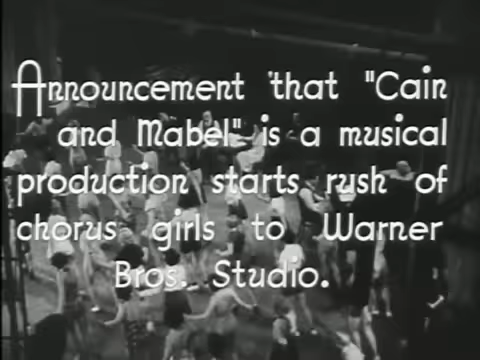 Announcement that "Cain
and Mabel" is a musical
production starts rush of
chorus girls to Warner
Bros. Studio.